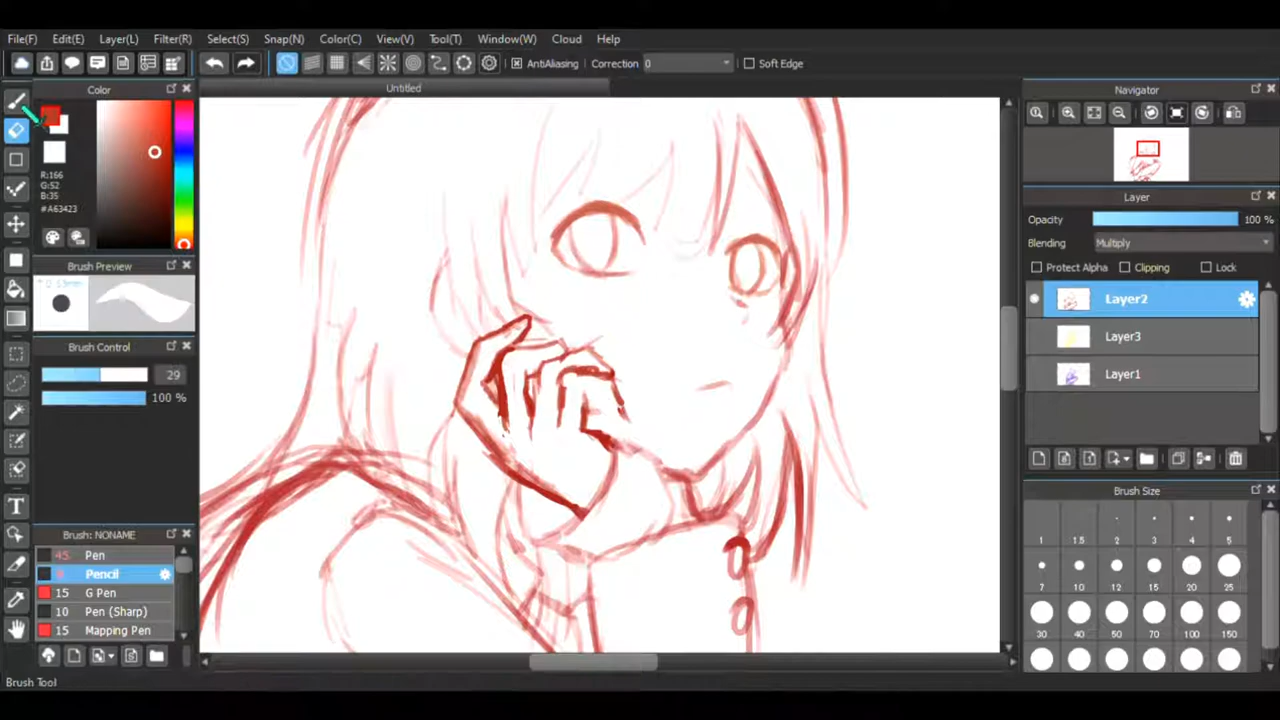 File(F) Edit(E) Layer(L) Filter(R) Select(S) Snap(N) Color(C) View(V) Tool(T) Window(W) Cloud Help
AntiAliasing Correction 0 Soft Edge
Color
R:166
G:52
B:35
#A63423
Brush Preview
Brush Control
29
100 %
Brush: NONAME
45 Pen
Pencil
15 G Pen
10 Pen (Sharp)
15 Mapping Pen
Brush Tool
Untitled
Navigator
Layer
Opacity 100 %
Blending Multiply
Protect Alpha Clipping Lock
Layer2
Layer3
Layer1
Brush Size
1 1.5 2 3 4 5
7 10 12 15 20 25
30 40 50 70 100 150